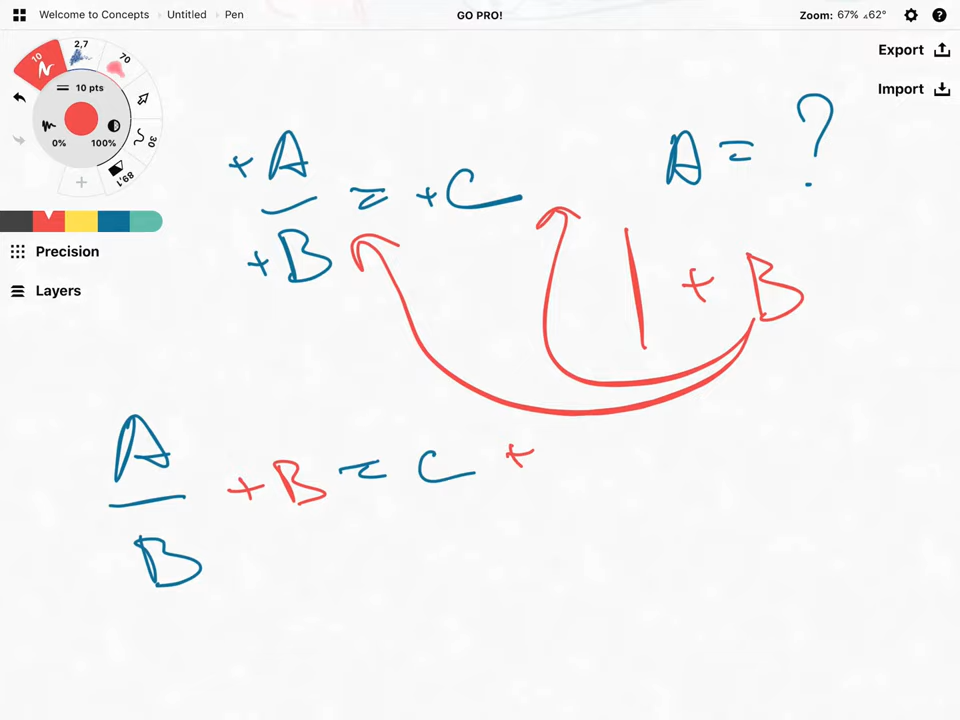 Welcome to Concepts › Untitled › Pen
GO PRO!
Zoom: 67% ⊿62°
Export
Import
10
2,7
70
10 pts
0%
100%
30
89,1
Precision
Layers
+A
= +C
+B
A = ?
| + B
A
+B = C +
B